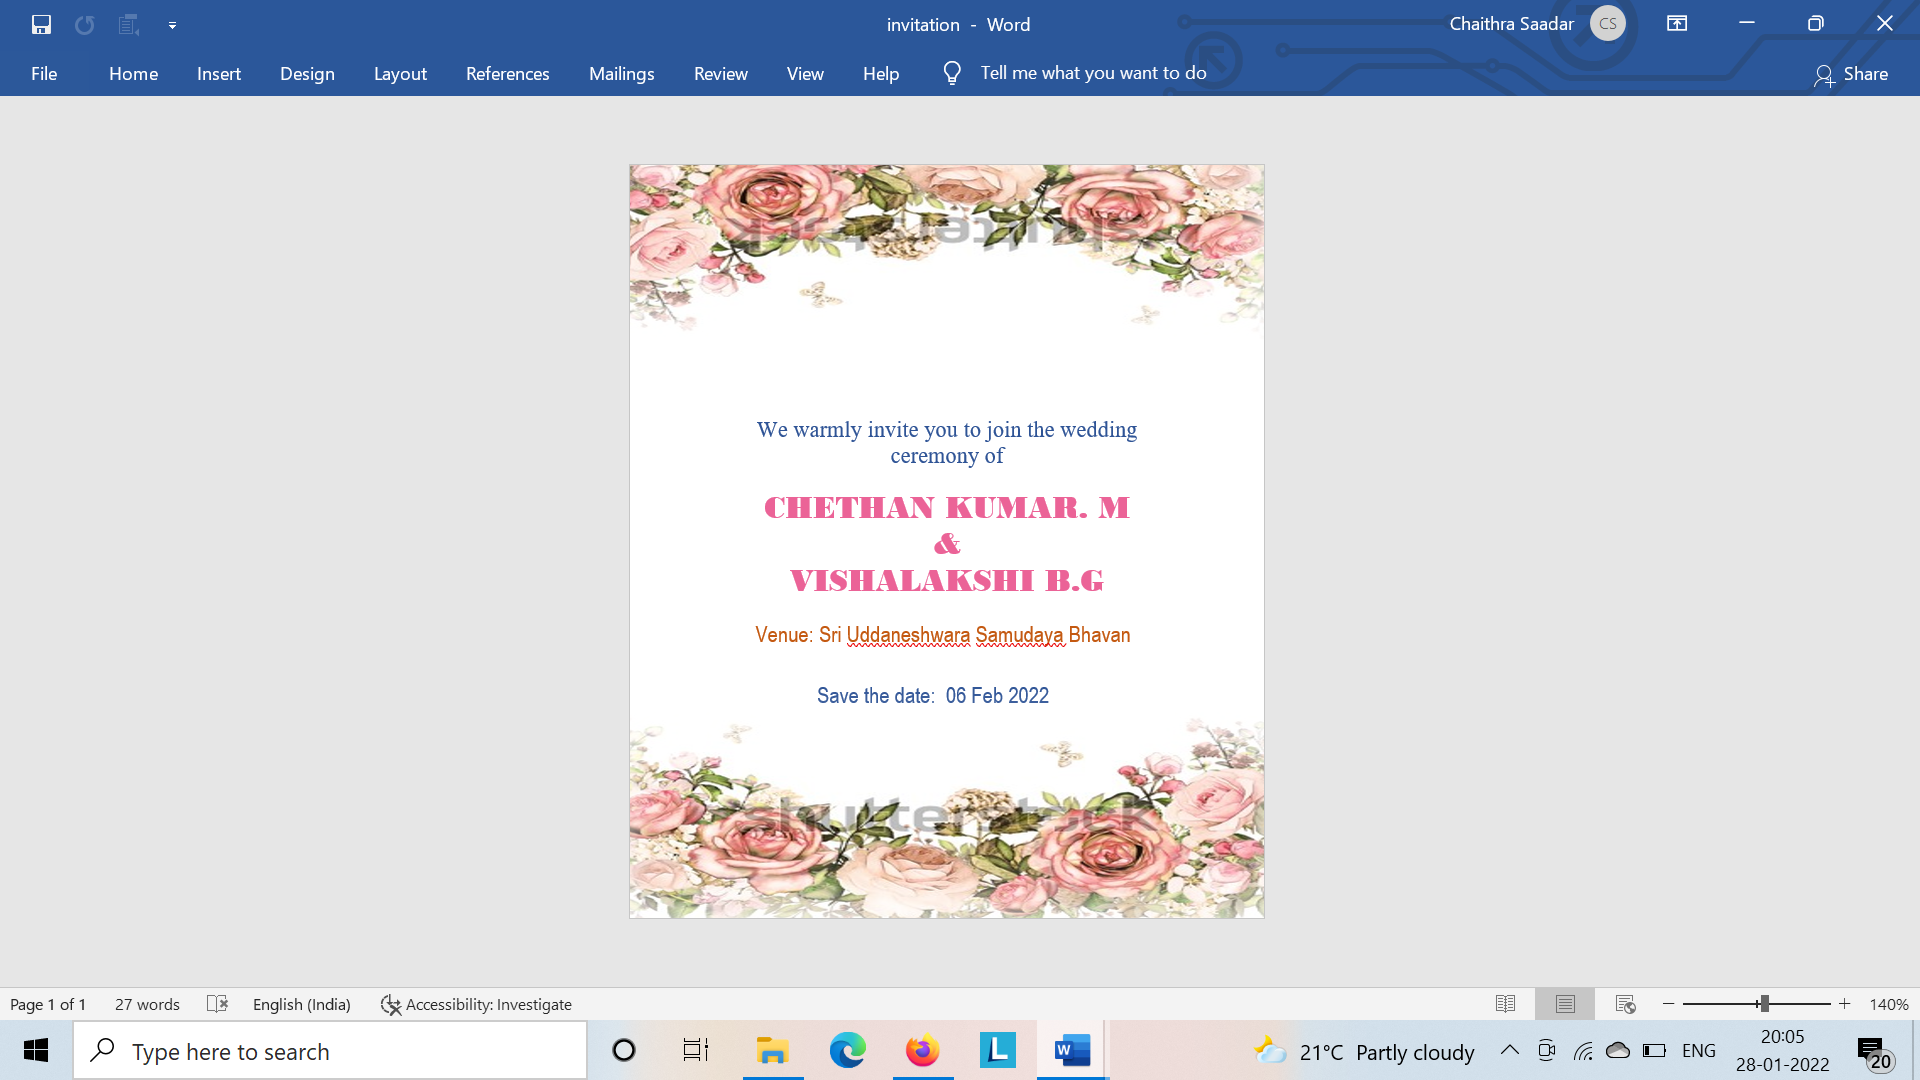 invitation - Word
Chaithra Saadar
CS
File
Home
Insert
Design
Layout
References
Mailings
Review
View
Help
Tell me what you want to do
Share
shutterstock
We warmly invite you to join the wedding
ceremony of
CHETHAN KUMAR. M
&
VISHALAKSHI B.G
Venue: Sri Uddaneshwara Samudaya Bhavan
Save the date:  06 Feb 2022
shutterstock
Page 1 of 1
27 words
English (India)
Accessibility: Investigate
140%
Type here to search
L
W
21°C Partly cloudy
ENG
20:05
28-01-2022
20